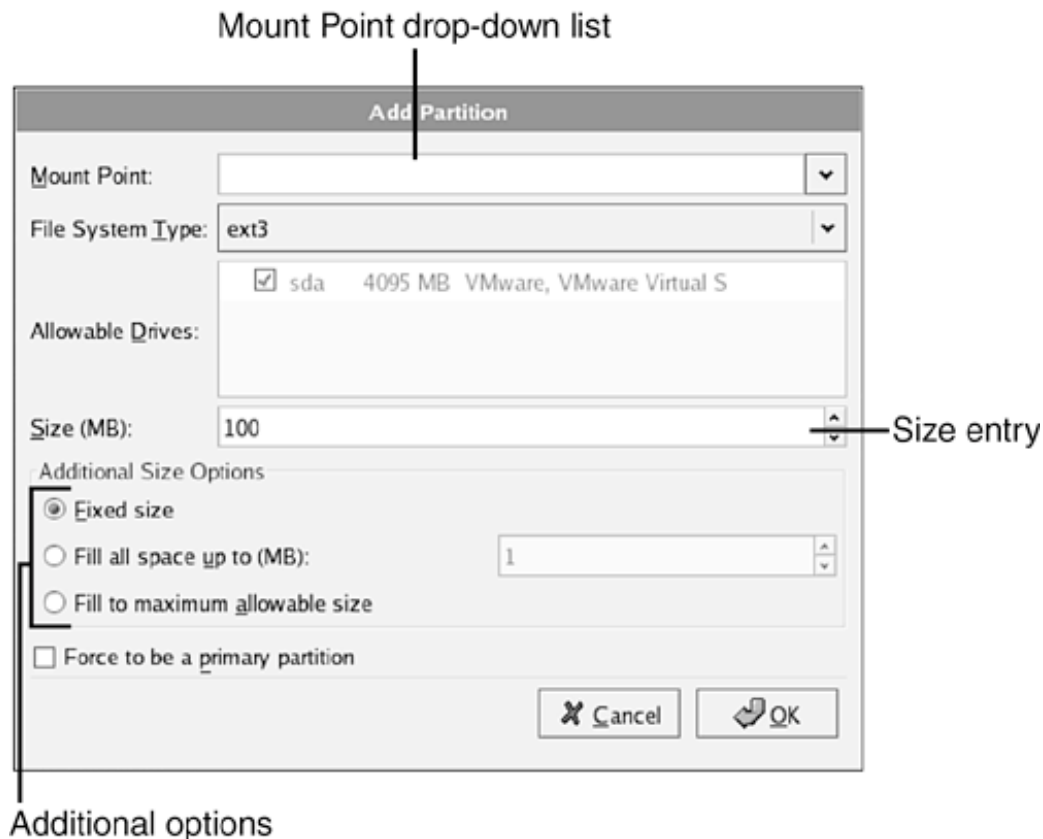 Mount Point drop-down list
Add Partition
Mount Point:
File System Type: ext3
sda 4095 MB VMware, VMware Virtual S
Allowable Drives:
Size (MB): 100
Size entry
Additional Size Options
Fixed size
Fill all space up to (MB): 1
Fill to maximum allowable size
Force to be a primary partition
Cancel OK
Additional options